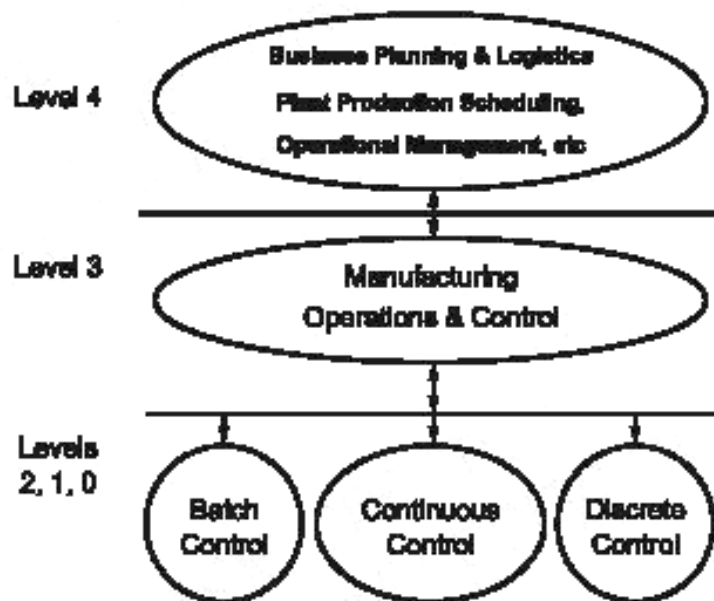 Level 4
Business Planning & Logistics
Plant Production Scheduling,
Operational Management, etc
Level 3
Manufacturing
Operations & Control
Levels
2, 1, 0
Batch
Control
Continuous
Control
Discrete
Control